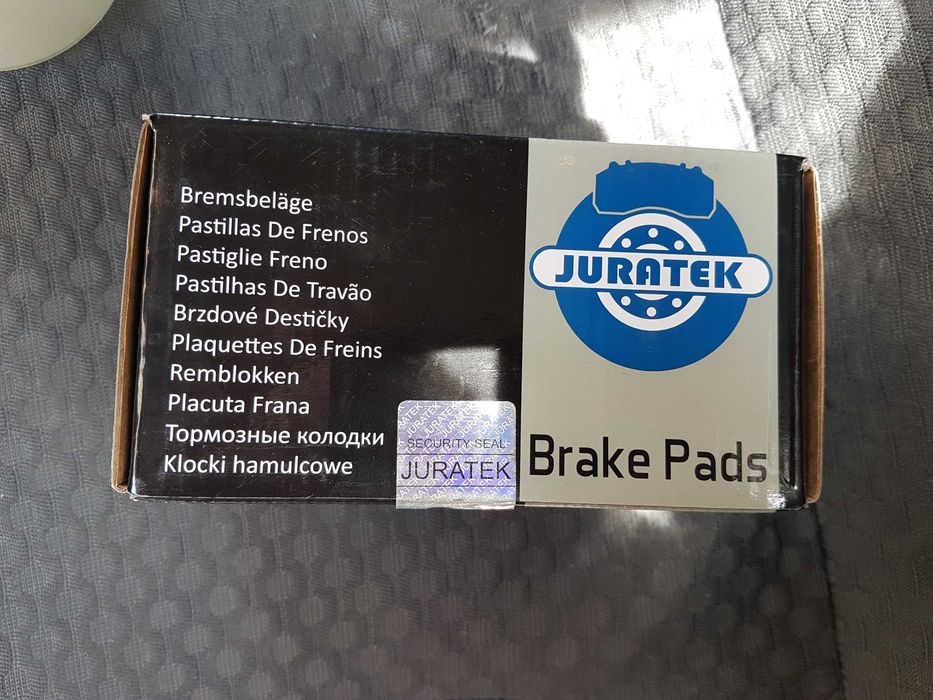 Bremsbeläge
Pastillas De Frenos
Pastiglie Freno
Pastilhas De Travão
Brzdové Destičky
Plaquettes De Freins
Remblokken
Placuta Frana
Тормозные колодки
Klocki hamulcowe
JURATEK
SECURITY SEAL
JURATEK
JURATEK
Brake Pads